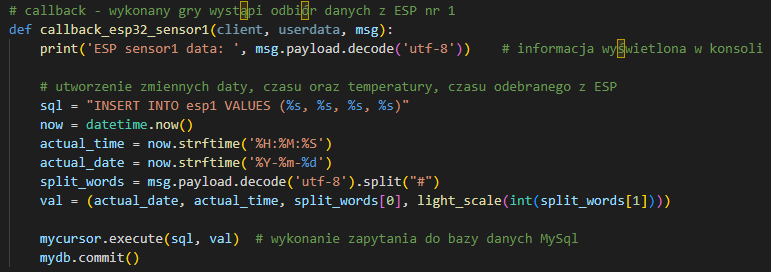 # callback - wykonany gry wystąpi odbiór danych z ESP nr 1
def callback_esp32_sensor1(client, userdata, msg):
    print('ESP sensor1 data: ', msg.payload.decode('utf-8'))    # informacja wyświetlona w konsoli
    # utworzenie zmiennych daty, czasu oraz temperatury, czasu odebranego z ESP
    sql = "INSERT INTO esp1 VALUES (%s, %s, %s, %s)"
    now = datetime.now()
    actual_time = now.strftime('%H:%M:%S')
    actual_date = now.strftime('%Y-%m-%d')
    split_words = msg.payload.decode('utf-8').split("#")
    val = (actual_date, actual_time, split_words[0], light_scale(int(split_words[1])))
    mycursor.execute(sql, val)  # wykonanie zapytania do bazy danych MySql
    mydb.commit()